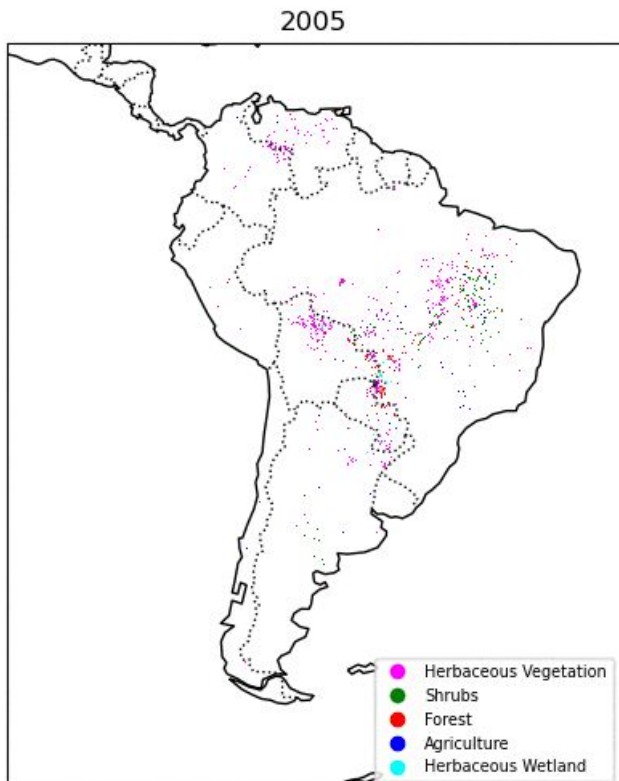 2005
Herbaceous Vegetation
Shrubs
Forest
Agriculture
Herbaceous Wetland